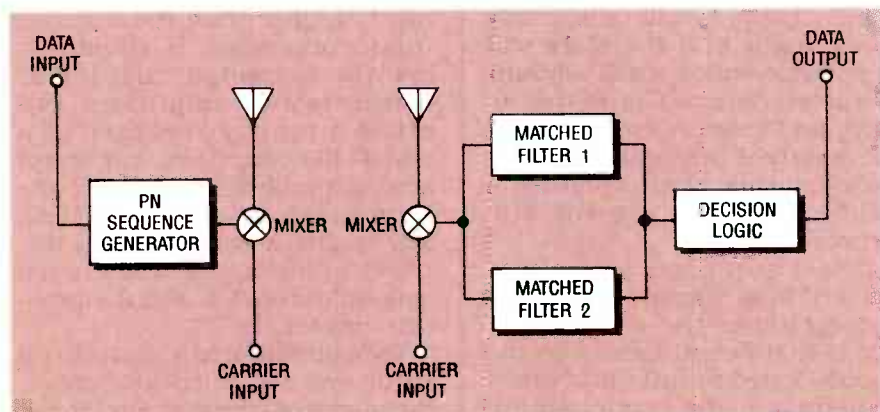 DATA
INPUT
PN
SEQUENCE
GENERATOR
MIXER
CARRIER
INPUT
MIXER
CARRIER
INPUT
MATCHED
FILTER 1
MATCHED
FILTER 2
DECISION
LOGIC
DATA
OUTPUT